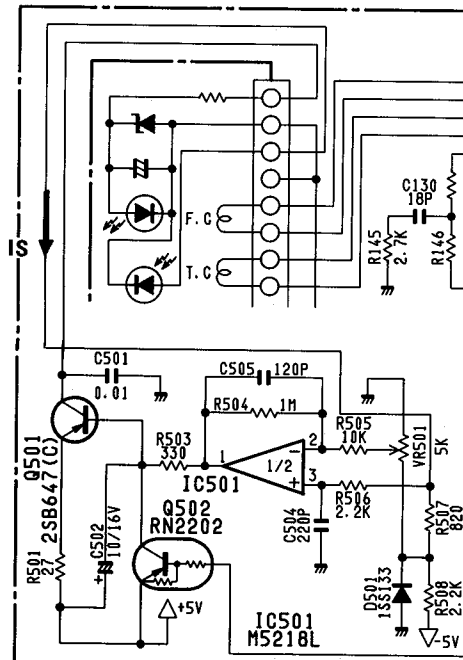 F.C
T.C
IS
C130
18P
R145
2.7K
R146
C501
0.01
C505
120P
R504
1M
Q501
2SB647(C)
R503
330
1
IC501
1/2
2
3
R505
10K
VR501
5K
R506
2.2K
R507
820
C504
220P
Q502
RN2202
C502
10/16V
+
R501
27
+5V
IC501
M5218L
D501
1SS133
R508
2.2K
-5V